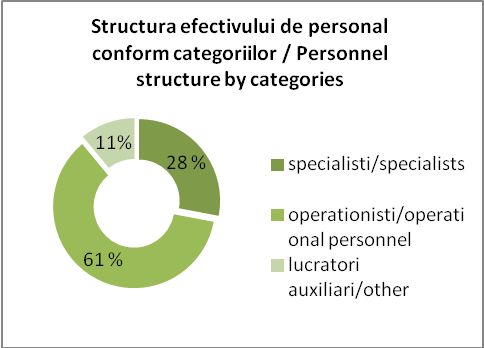 Structura efectivului de personal
conform categoriilor / Personnel
structure by categories
11%
28 %
61 %
specialisti/specialists
operationisti/operati
onal personnel
lucratori
auxiliari/other